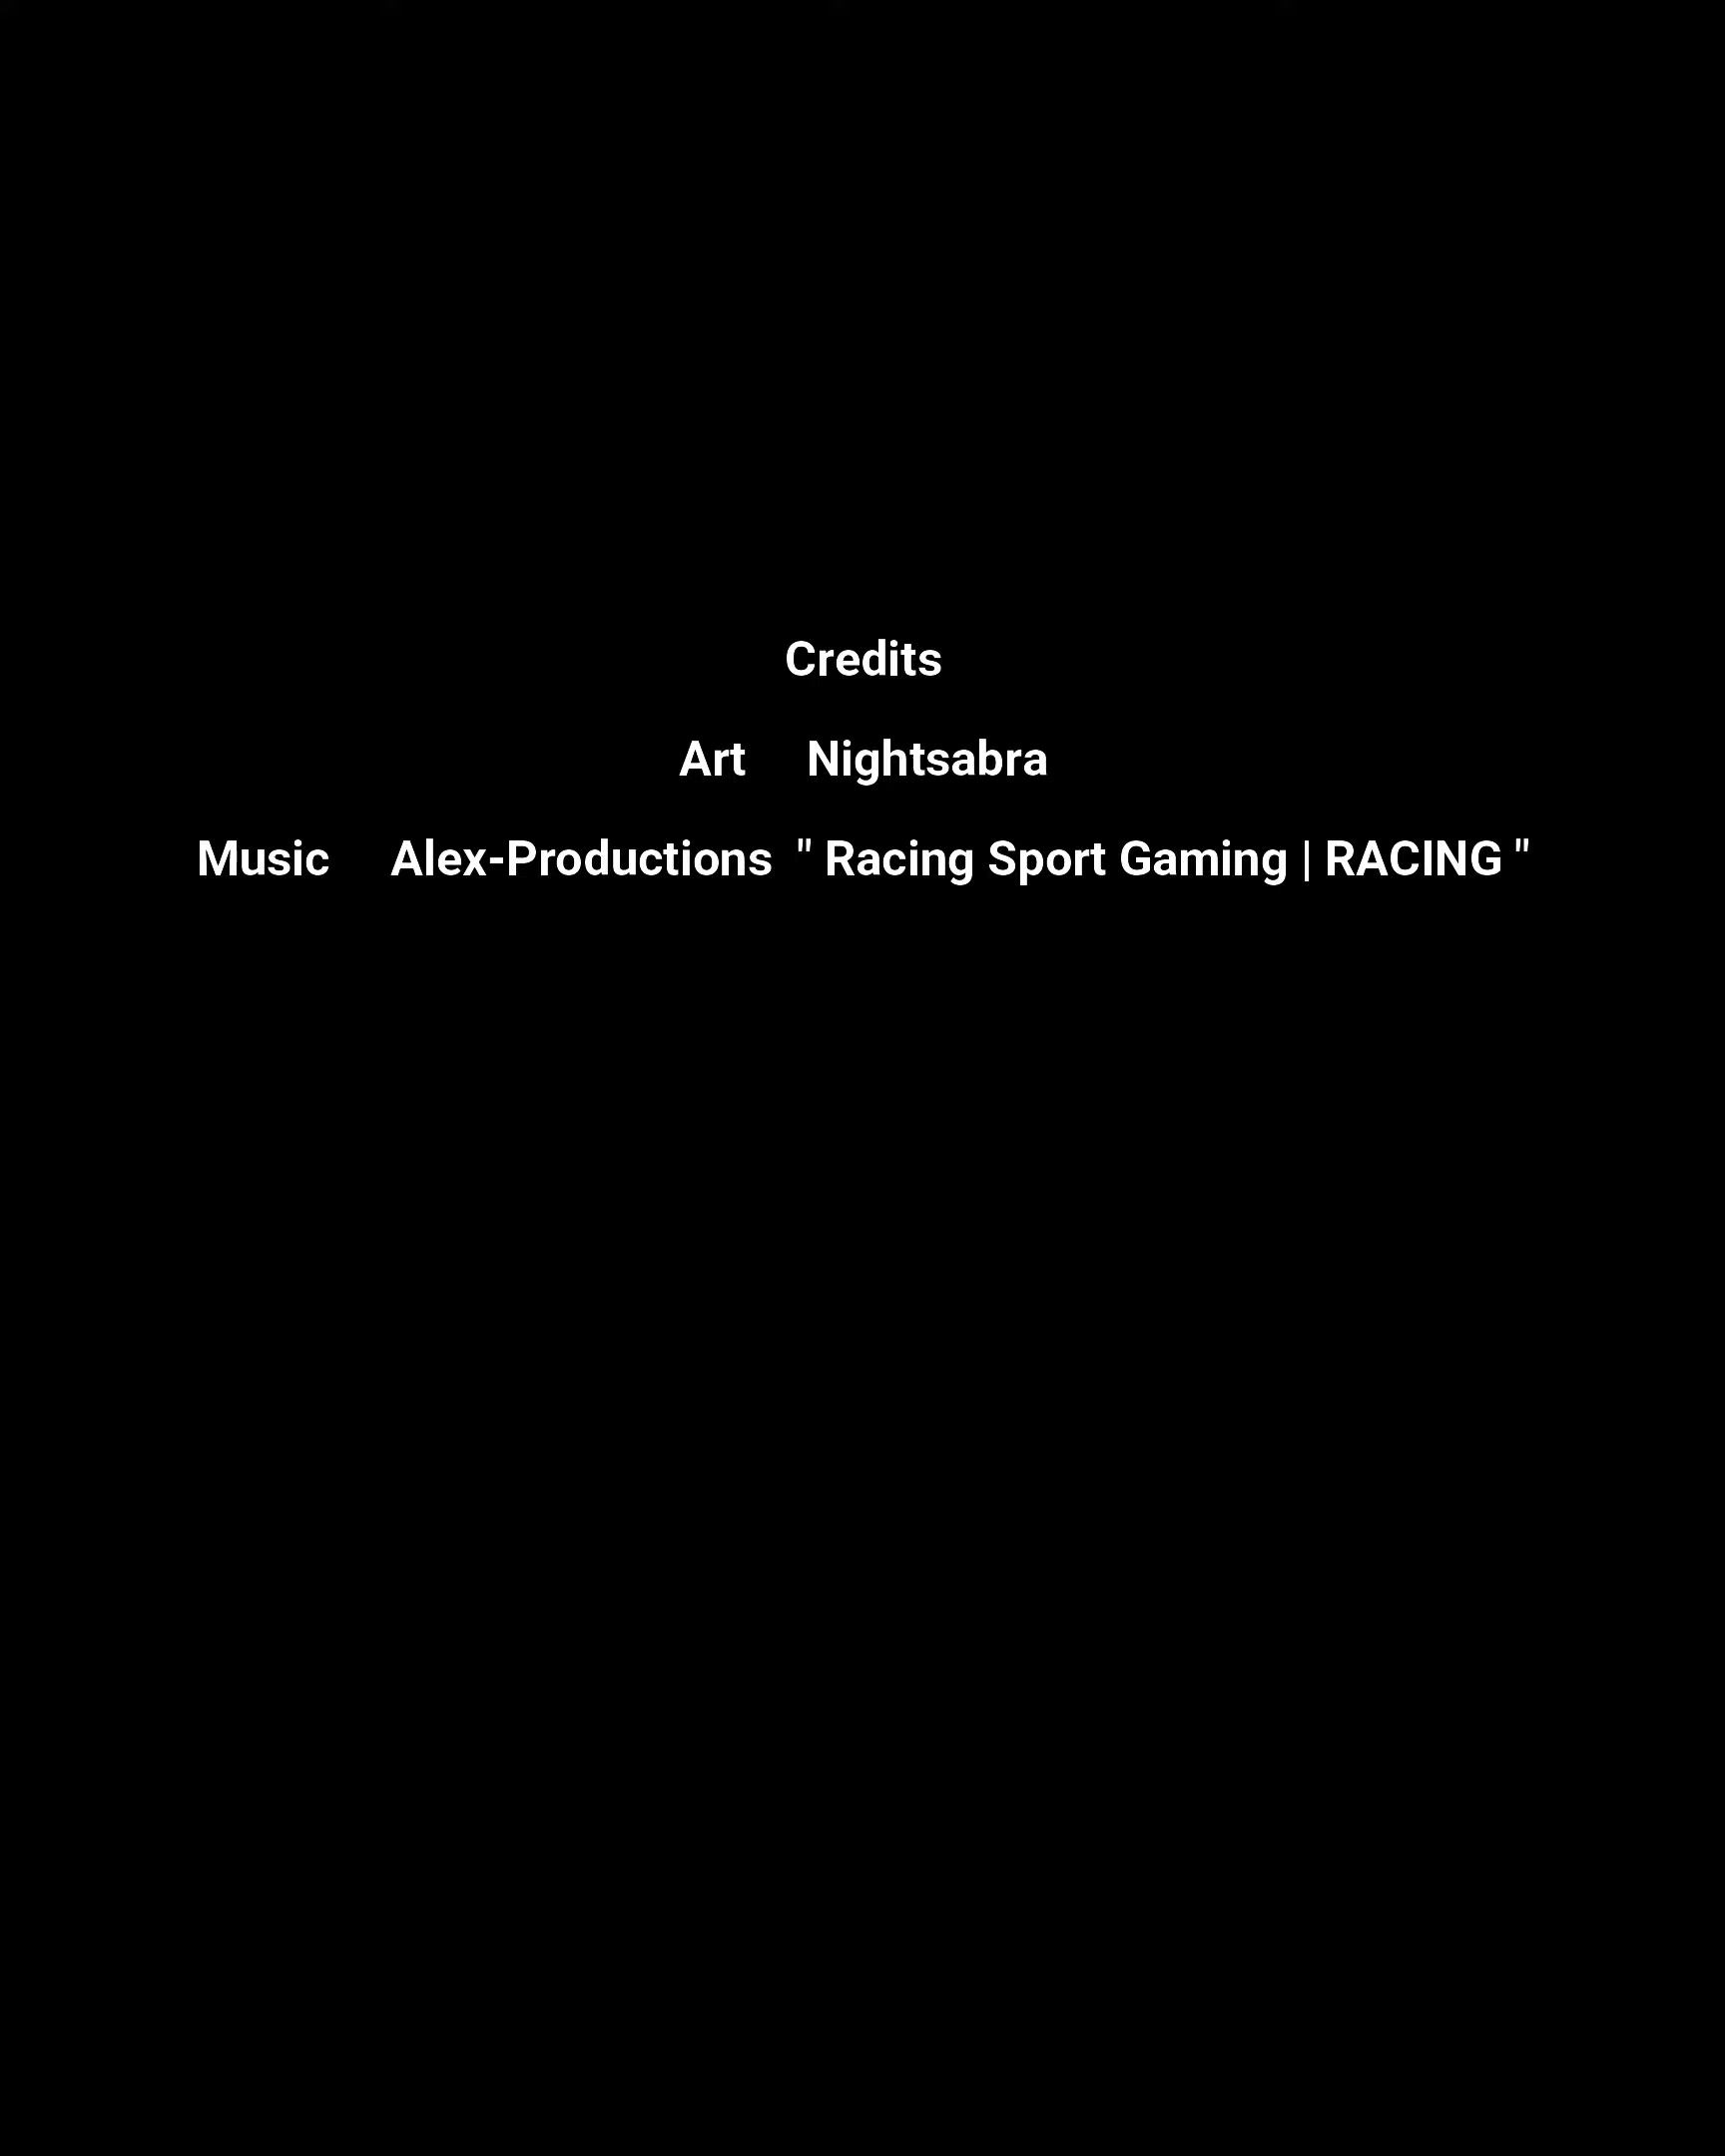 Credits
Art Nightsabra
Music Alex-Productions " Racing Sport Gaming | RACING "